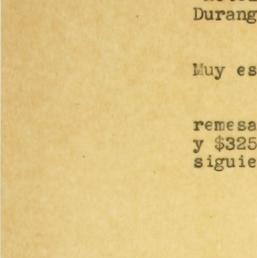 Durang
Muy es
remesa
y $325
siguie